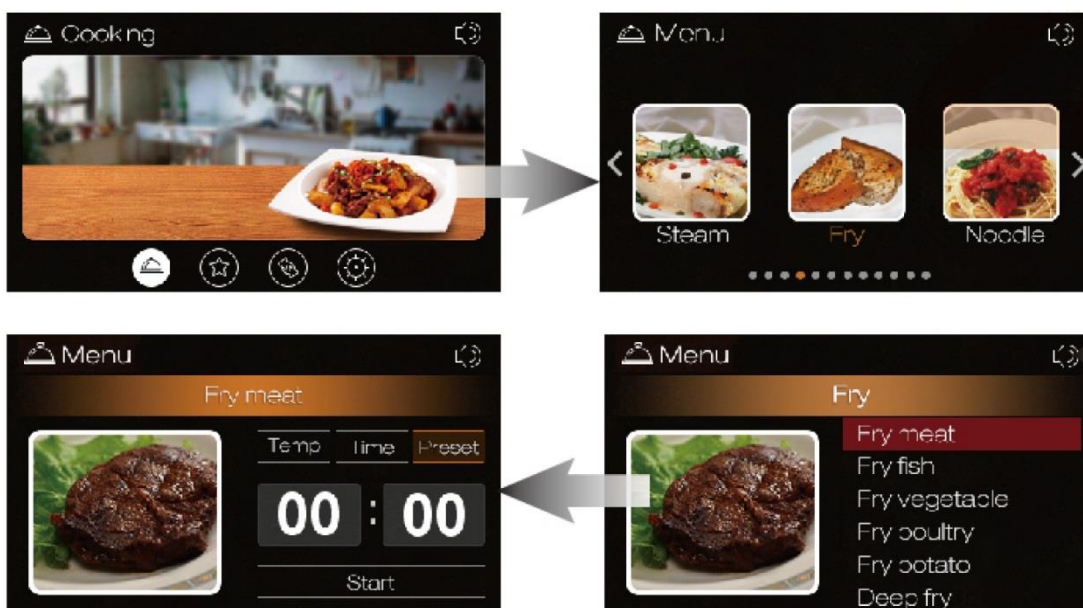 Cooking
Menu
Steam
Fry
Noodle
Menu
Fry meat
Temp Time Preset
00 : 00
Start
Menu
Fry
Fry meat
Fry fish
Fry vegetable
Fry poultry
Fry potato
Deep fry